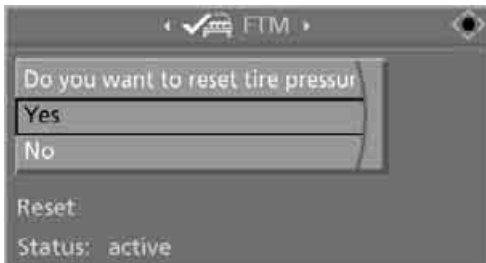 FTM
Do you want to reset tire pressur
Yes
No
Reset
Status: active